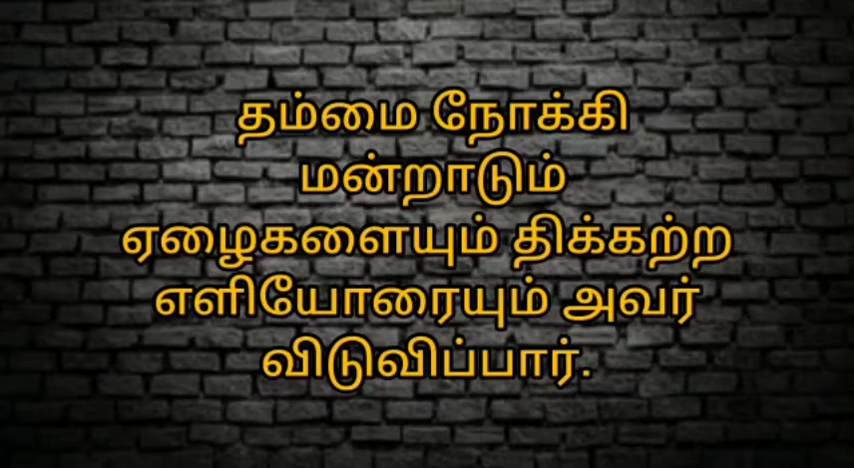 தம்மை நோக்கி
மன்றாடும்
ஏழைகளையும் திக்கற்ற
எளியோரையும் அவர்
விடுவிப்பார்.